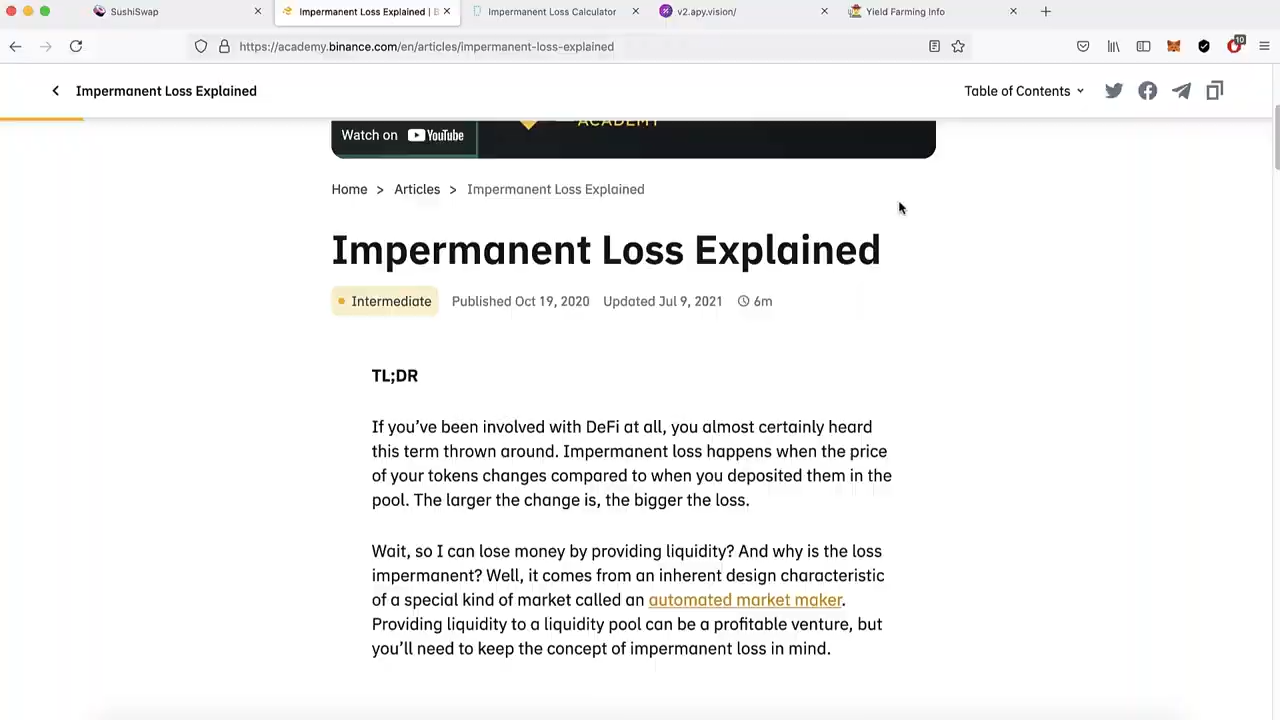 SushiSwap
Impermanent Loss Explained | B
Impermanent Loss Calculator
v2.apy.vision/
Yield Farming Info
https://academy.binance.com/en/articles/impermanent-loss-explained
10
Impermanent Loss Explained
Table of Contents
ACADEMY
Watch on YouTube
Home > Articles > Impermanent Loss Explained
Impermanent Loss Explained
Intermediate Published Oct 19, 2020 Updated Jul 9, 2021 6m
TL;DR
If you’ve been involved with DeFi at all, you almost certainly heard
this term thrown around. Impermanent loss happens when the price
of your tokens changes compared to when you deposited them in the
pool. The larger the change is, the bigger the loss.
Wait, so I can lose money by providing liquidity? And why is the loss
impermanent? Well, it comes from an inherent design characteristic
of a special kind of market called an automated market maker.
Providing liquidity to a liquidity pool can be a profitable venture, but
you’ll need to keep the concept of impermanent loss in mind.